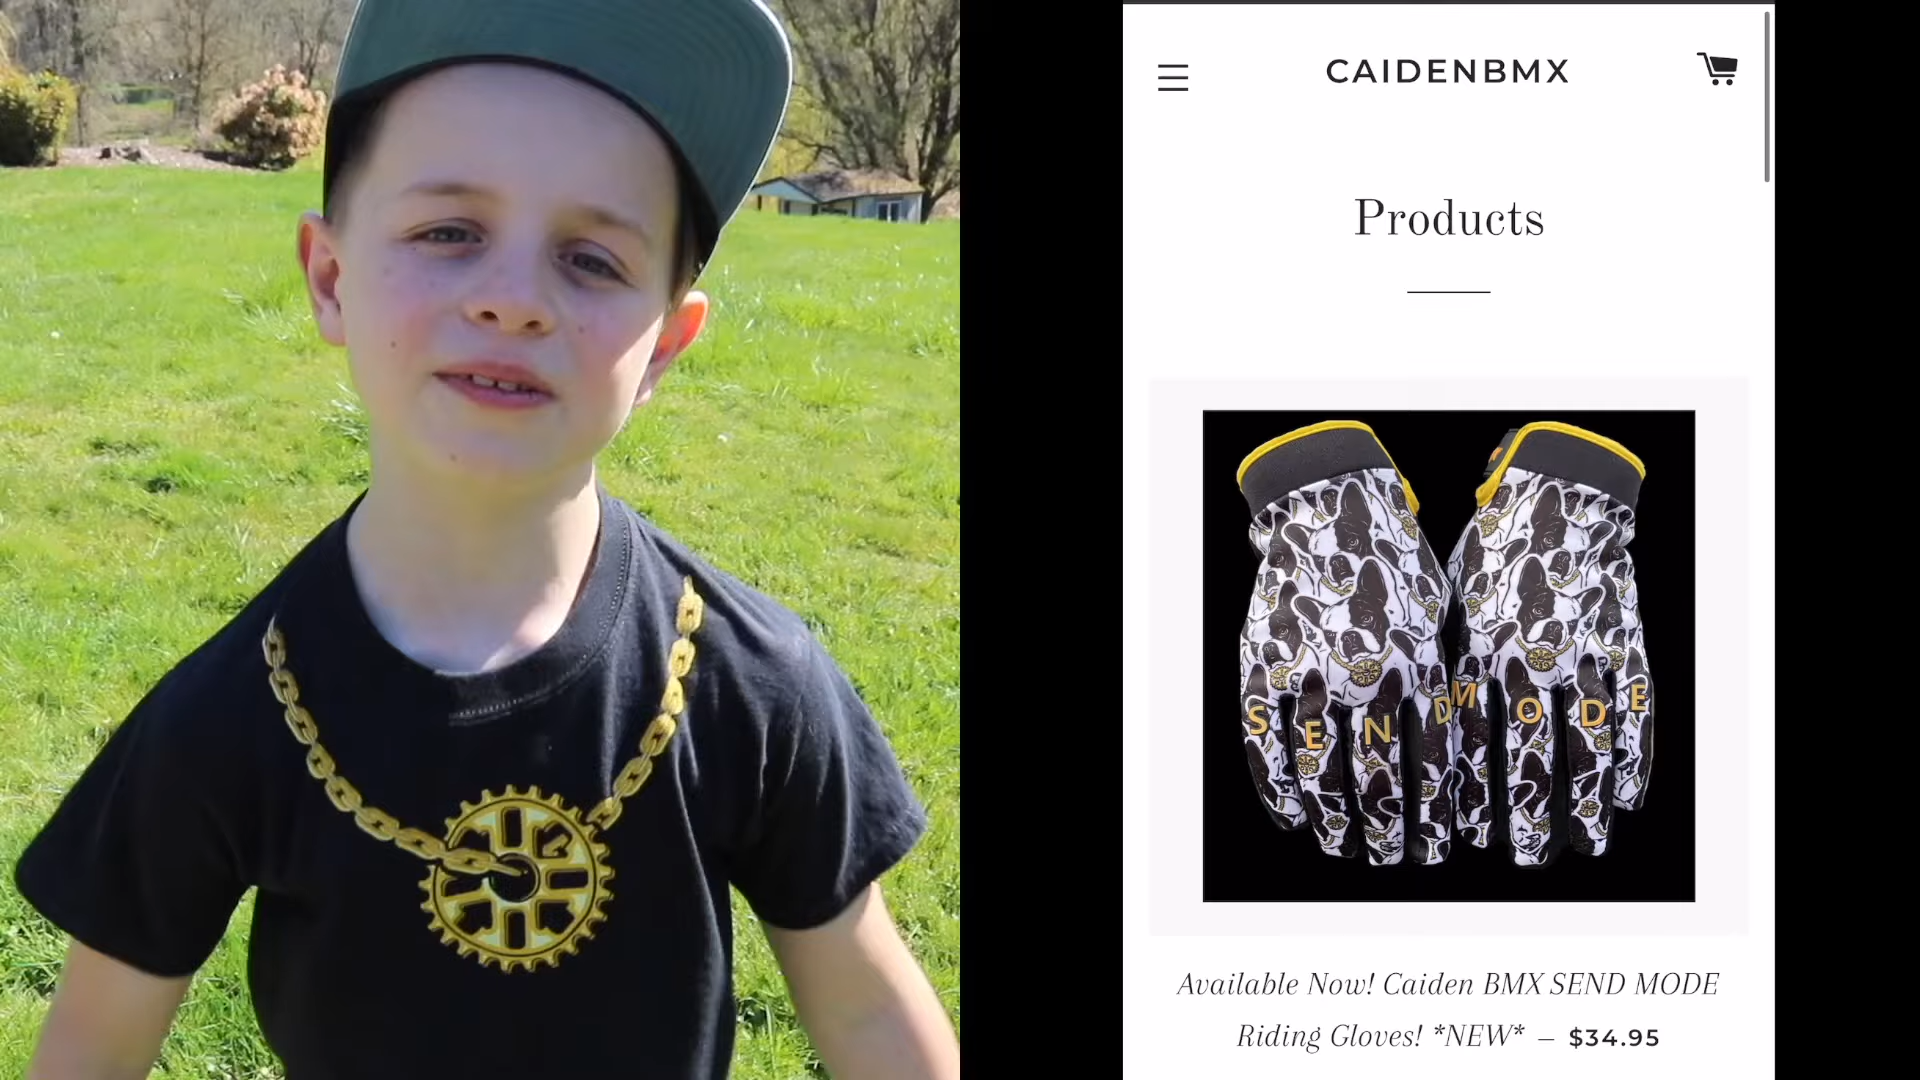 CAIDENBMX
Products
SEND MODE
Available Now! Caiden BMX SEND MODE
Riding Gloves! *NEW* – $34.95